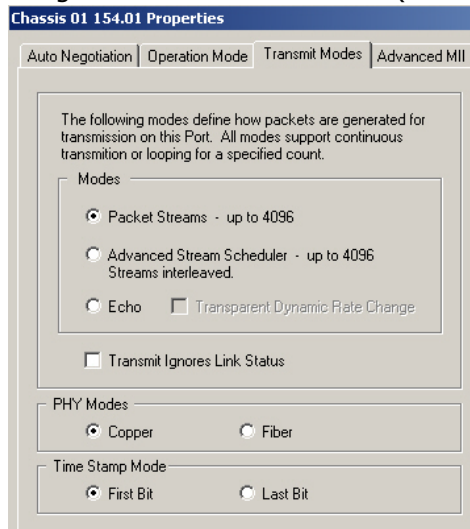 Chassis 01 154.01 Properties
Auto Negotiation Operation Mode Transmit Modes Advanced MII
The following modes define how packets are generated for
transmission on this Port. All modes support continuous
transmition or looping for a specified count.
Modes
Packet Streams - up to 4096
Advanced Stream Scheduler - up to 4096
Streams interleaved.
Echo Transparent Dynamic Rate Change
Transmit Ignores Link Status
PHY Modes
Copper Fiber
Time Stamp Mode
First Bit Last Bit